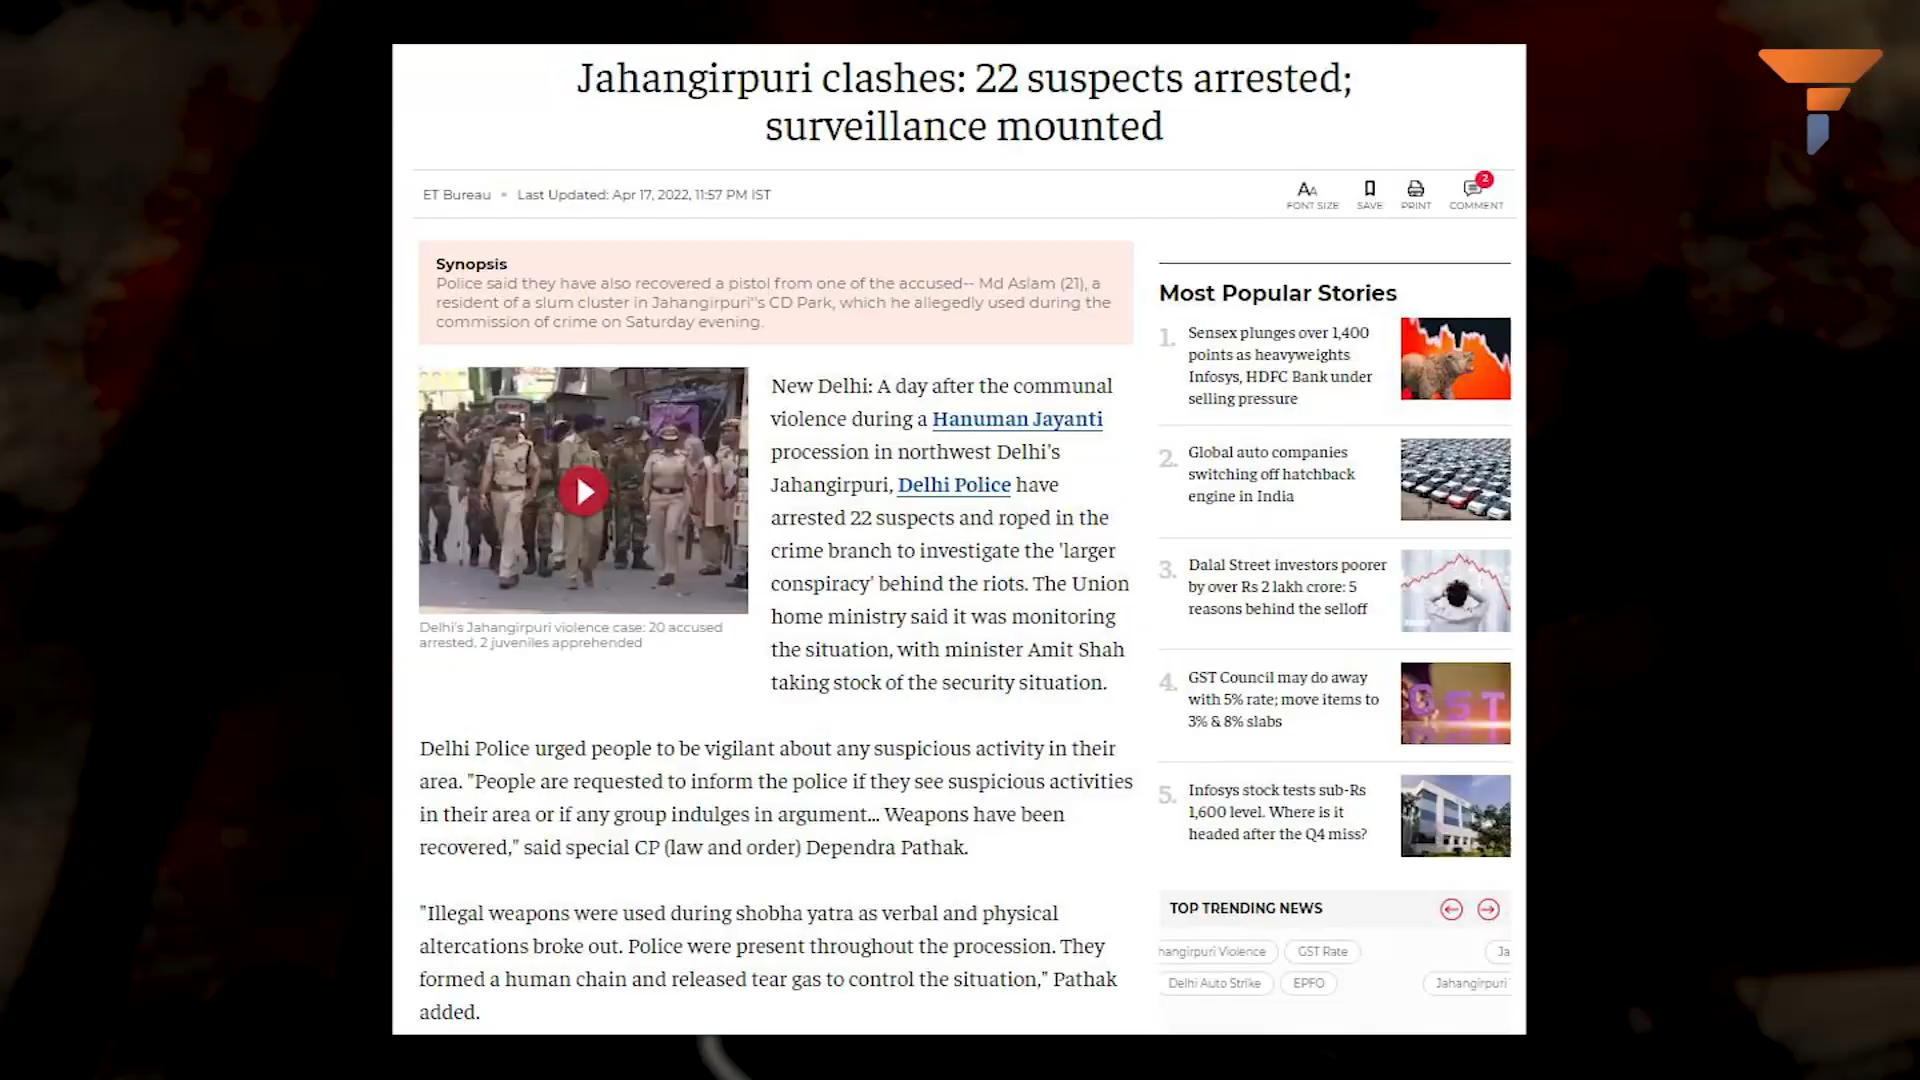 Jahangirpuri clashes: 22 suspects arrested;
surveillance mounted
ET Bureau • Last Updated: Apr 17, 2022, 11:57 PM IST
AA
FONT SIZE
SAVE
PRINT
2
COMMENT
Synopsis
Police said they have also recovered a pistol from one of the accused-- Md Aslam (21), a
resident of a slum cluster in Jahangirpuri"s CD Park, which he allegedly used during the
commission of crime on Saturday evening.
Delhi's Jahangirpuri violence case: 20 accused
arrested, 2 juveniles apprehended
New Delhi: A day after the communal
violence during a Hanuman Jayanti
procession in northwest Delhi's
Jahangirpuri, Delhi Police have
arrested 22 suspects and roped in the
crime branch to investigate the 'larger
conspiracy' behind the riots. The Union
home ministry said it was monitoring
the situation, with minister Amit Shah
taking stock of the security situation.
Delhi Police urged people to be vigilant about any suspicious activity in their
area. "People are requested to inform the police if they see suspicious activities
in their area or if any group indulges in argument... Weapons have been
recovered," said special CP (law and order) Dependra Pathak.
"Illegal weapons were used during shobha yatra as verbal and physical
altercations broke out. Police were present throughout the procession. They
formed a human chain and released tear gas to control the situation," Pathak
added.
Most Popular Stories
1. Sensex plunges over 1,400
points as heavyweights
Infosys, HDFC Bank under
selling pressure
2. Global auto companies
switching off hatchback
engine in India
3. Dalal Street investors poorer
by over Rs 2 lakh crore: 5
reasons behind the selloff
4. GST Council may do away
with 5% rate; move items to
3% & 8% slabs
GST
5. Infosys stock tests sub-Rs
1,600 level. Where is it
headed after the Q4 miss?
TOP TRENDING NEWS
hangirpuri Violence
GST Rate
Ja
Delhi Auto Strike
EPFO
Jahangirpuri